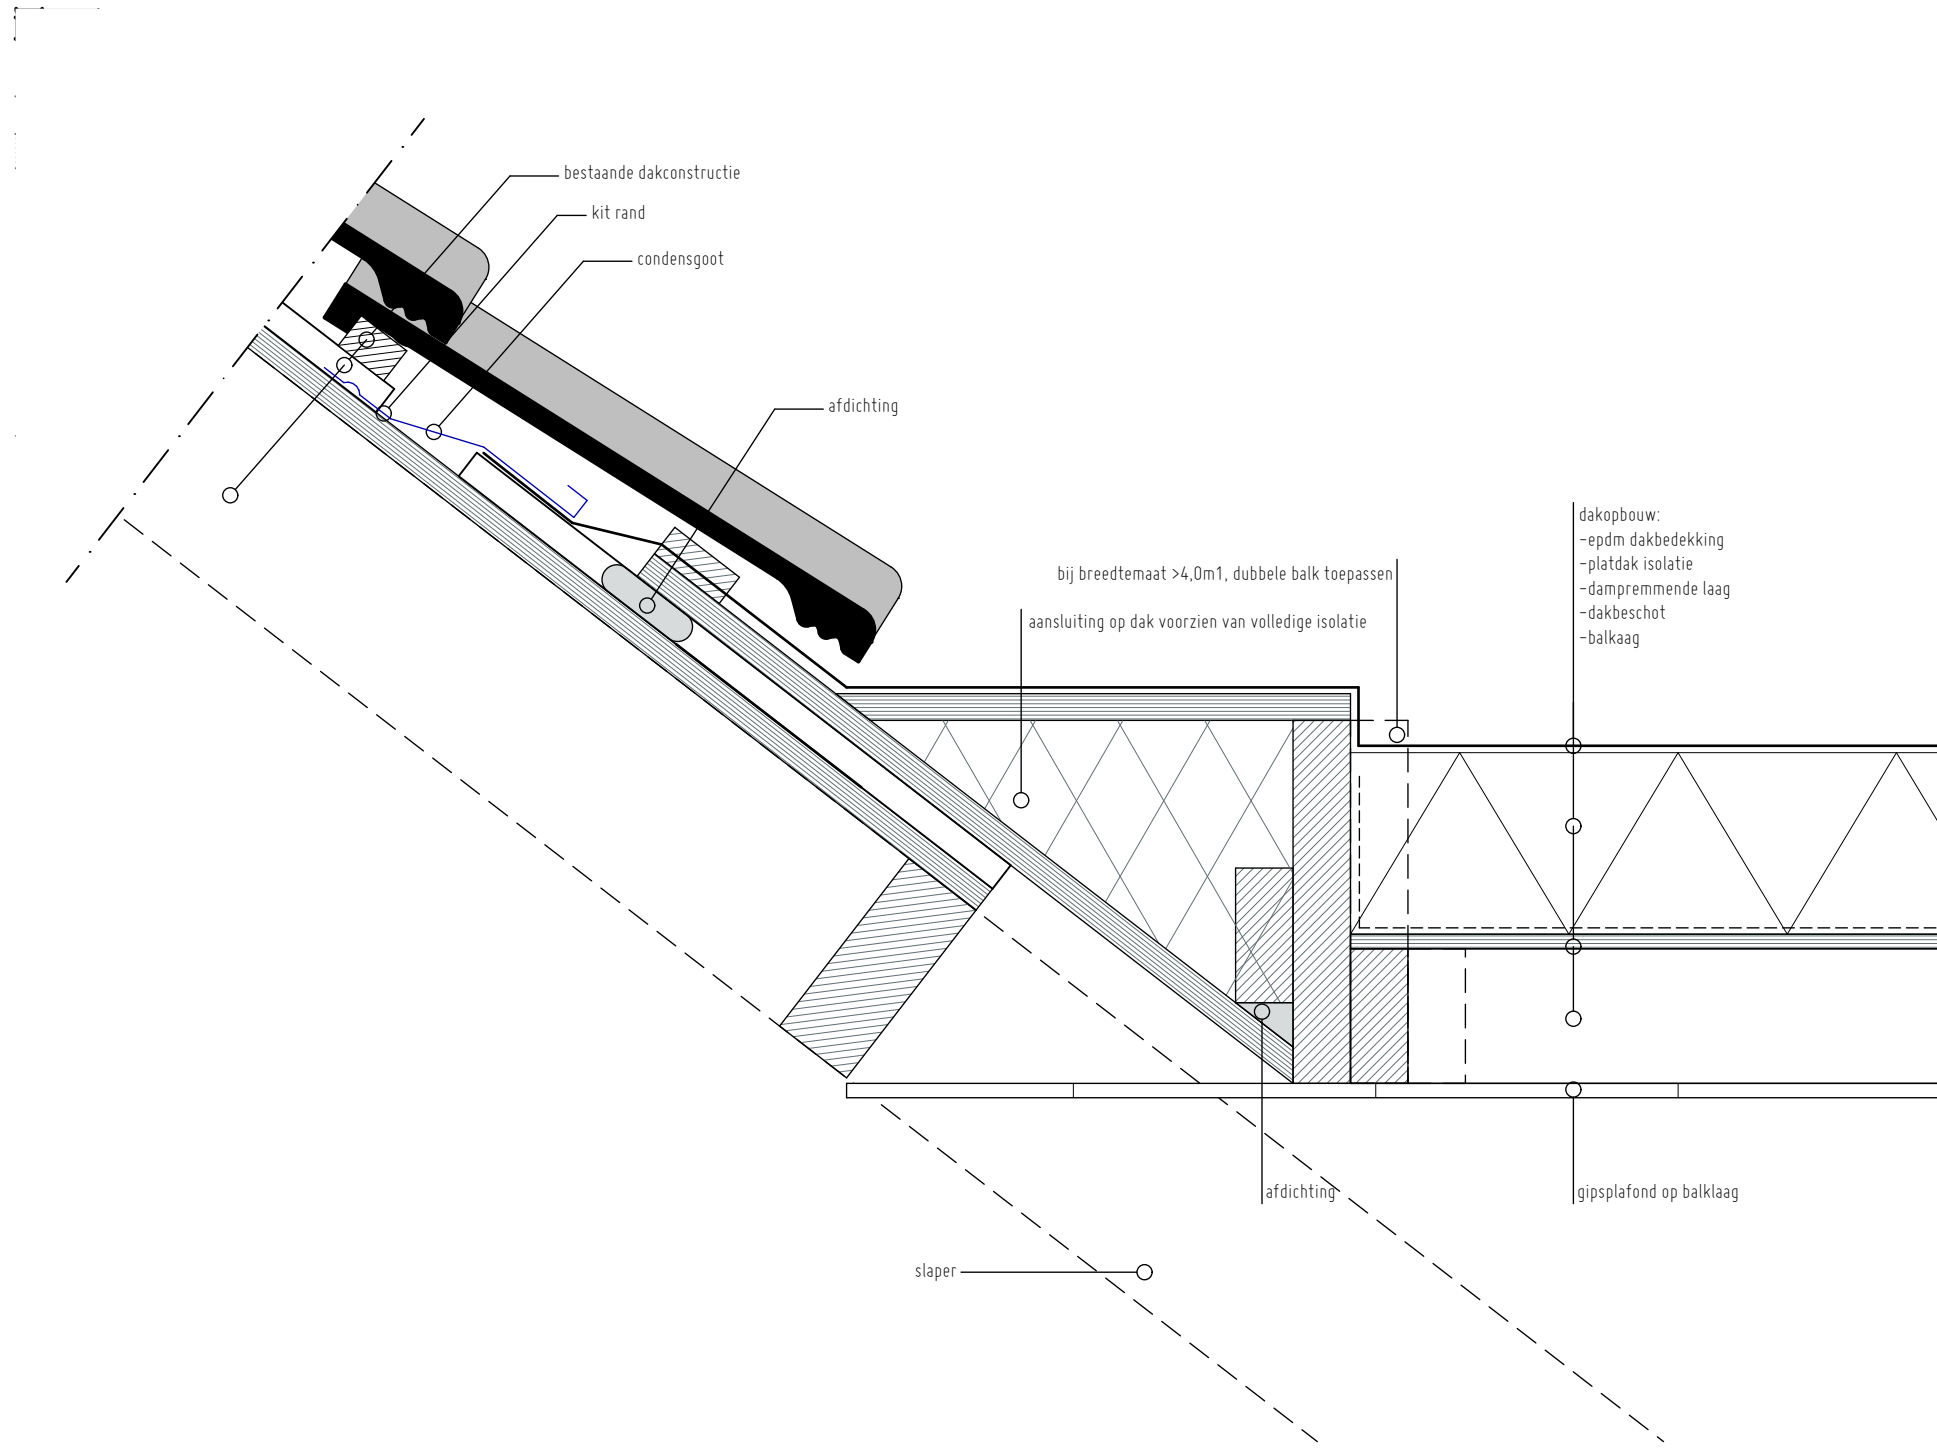 bestaande dakconstructie
kit rand
condensgoot
afdichting
bij breedtemaat >4,0m1, dubbele balk toepassen
aansluiting op dak voorzien van volledige isolatie
dakopbouw:
-epdm dakbedekking
-platdak isolatie
-dampremmende laag
-dakbeschot
-balkaag
afdichting
gipsplafond op balklaag
slaper